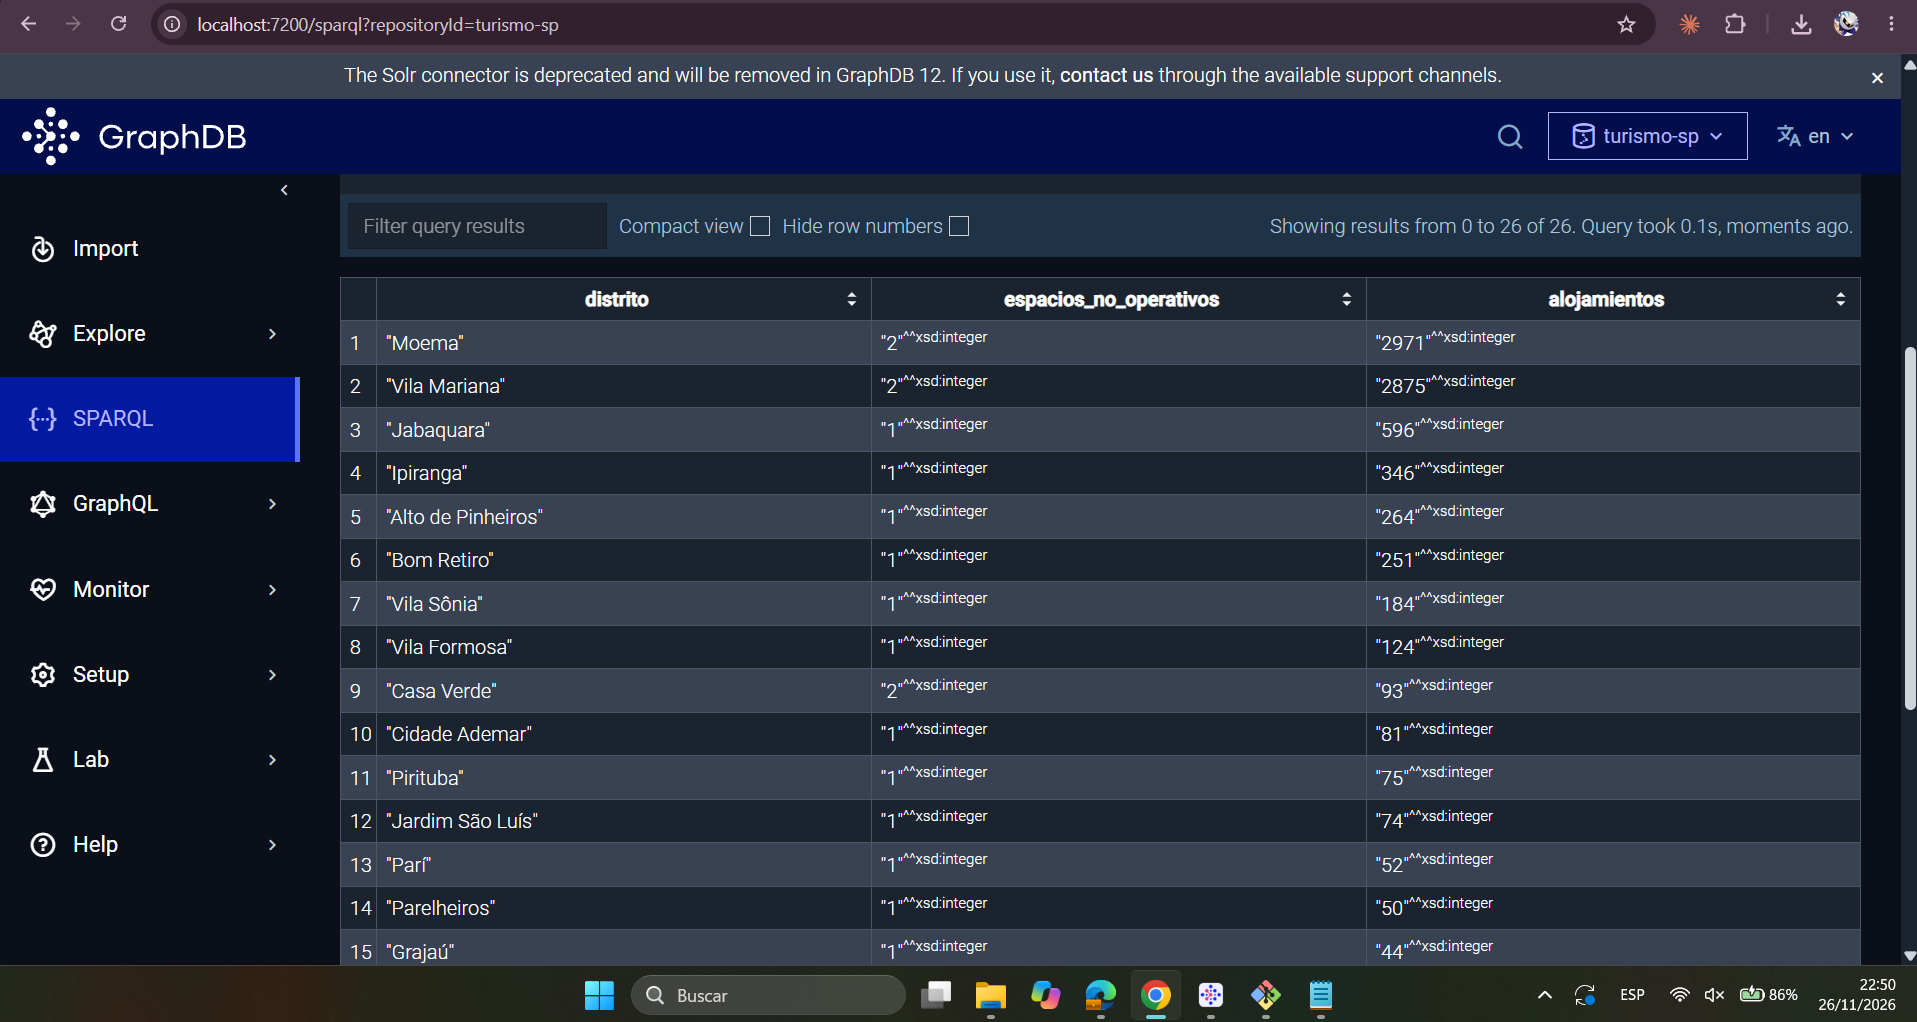 localhost:7200/sparql?repositoryId=turismo-sp
The Solr connector is deprecated and will be removed in GraphDB 12. If you use it, contact us through the available support channels.
GraphDB
turismo-sp
en
Import
Explore
SPARQL
GraphQL
Monitor
Setup
Lab
Help
Filter query results
Compact view
Hide row numbers
Showing results from 0 to 26 of 26. Query took 0.1s, moments ago.
distrito espacios_no_operativos alojamientos
1 "Moema" "2"^^xsd:integer "2971"^^xsd:integer
2 "Vila Mariana" "2"^^xsd:integer "2875"^^xsd:integer
3 "Jabaquara" "1"^^xsd:integer "596"^^xsd:integer
4 "Ipiranga" "1"^^xsd:integer "346"^^xsd:integer
5 "Alto de Pinheiros" "1"^^xsd:integer "264"^^xsd:integer
6 "Bom Retiro" "1"^^xsd:integer "251"^^xsd:integer
7 "Vila Sônia" "1"^^xsd:integer "184"^^xsd:integer
8 "Vila Formosa" "1"^^xsd:integer "124"^^xsd:integer
9 "Casa Verde" "2"^^xsd:integer "93"^^xsd:integer
10 "Cidade Ademar" "1"^^xsd:integer "81"^^xsd:integer
11 "Pirituba" "1"^^xsd:integer "75"^^xsd:integer
12 "Jardim São Luís" "1"^^xsd:integer "74"^^xsd:integer
13 "Parí" "1"^^xsd:integer "52"^^xsd:integer
14 "Parelheiros" "1"^^xsd:integer "50"^^xsd:integer
15 "Grajaú" "1"^^xsd:integer "44"^^xsd:integer
Buscar
ESP
86%
22:50
26/11/2026